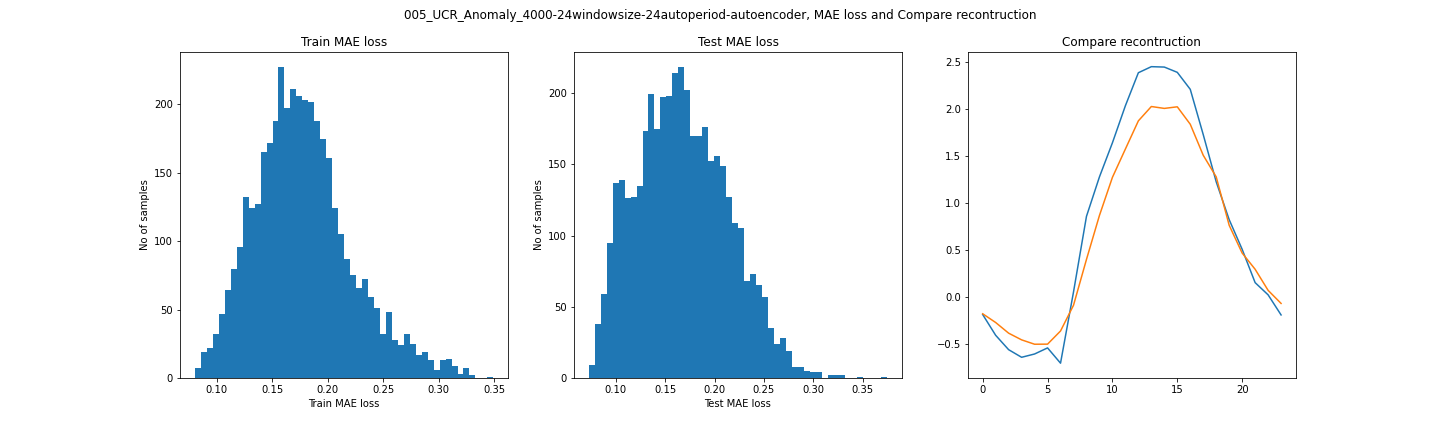 005_UCR_Anomaly_4000-24windowsize-24autoperiod-autoencoder, MAE loss and Compare recontruction
Train MAE loss
Test MAE loss
Compare recontruction
No of samples
200
150
100
50
0
0.10 0.15 0.20 0.25 0.30 0.35
Train MAE loss
No of samples
200
150
100
50
0
0.10 0.15 0.20 0.25 0.30 0.35
Test MAE loss
2.5
2.0
1.5
1.0
0.5
0.0
−0.5
0 5 10 15 20